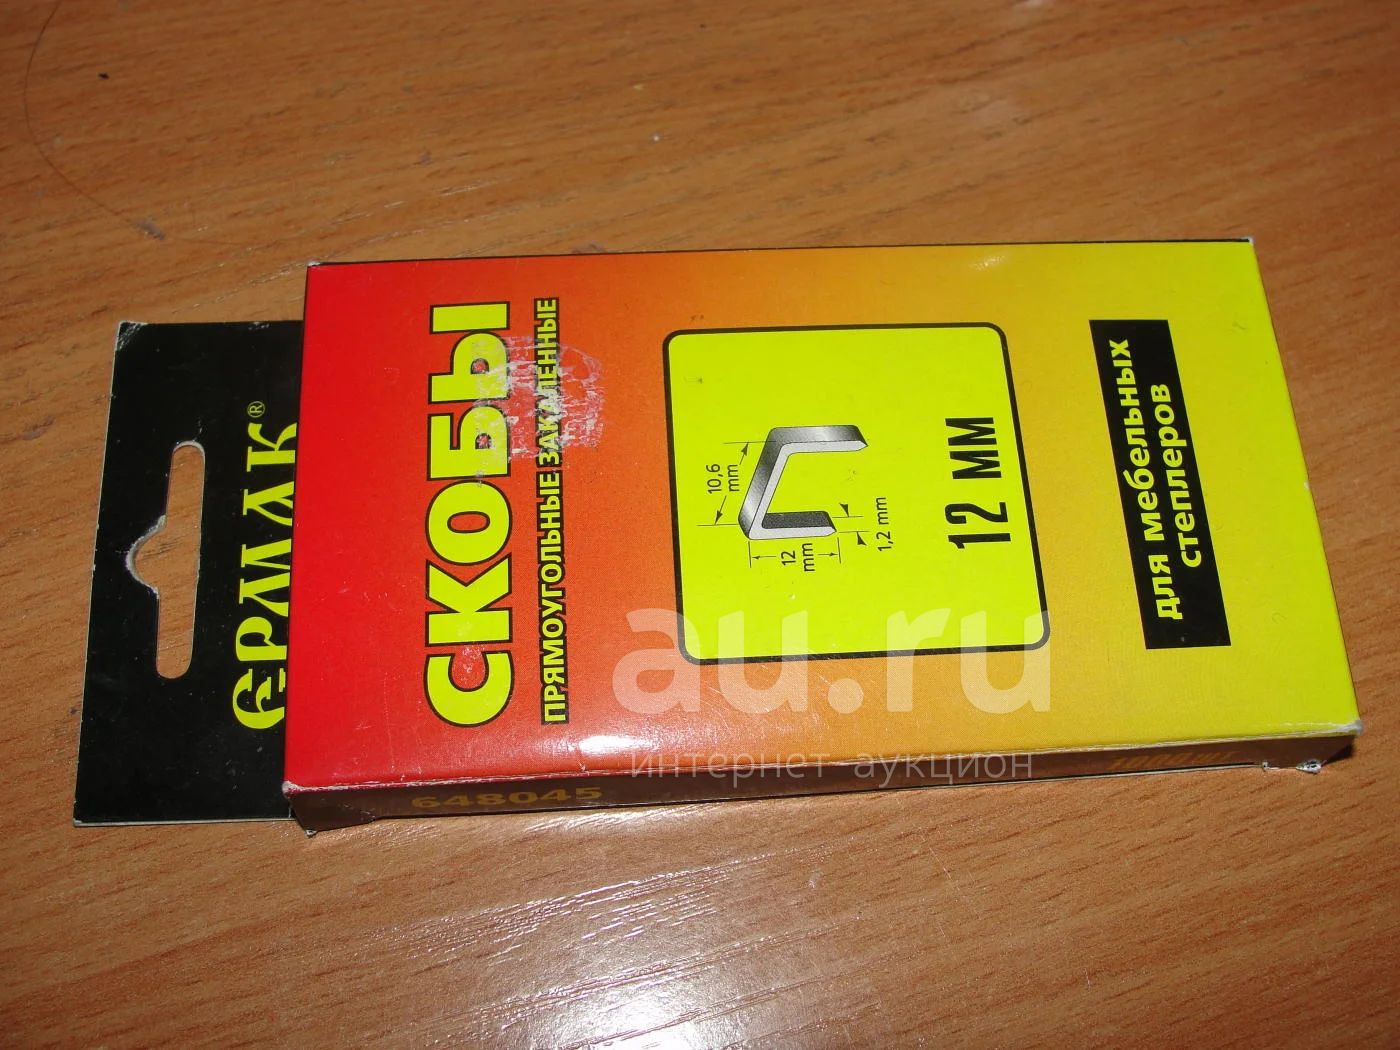 ЕРМАК®
СКОБЫ
ПРЯМОУГОЛЬНЫЕ ЗАКАЛЕННЫЕ
10,6
mm
12
mm
1,2 mm
12 мм
для мебельных
степлеров
648045
au.ru
интернет аукцион